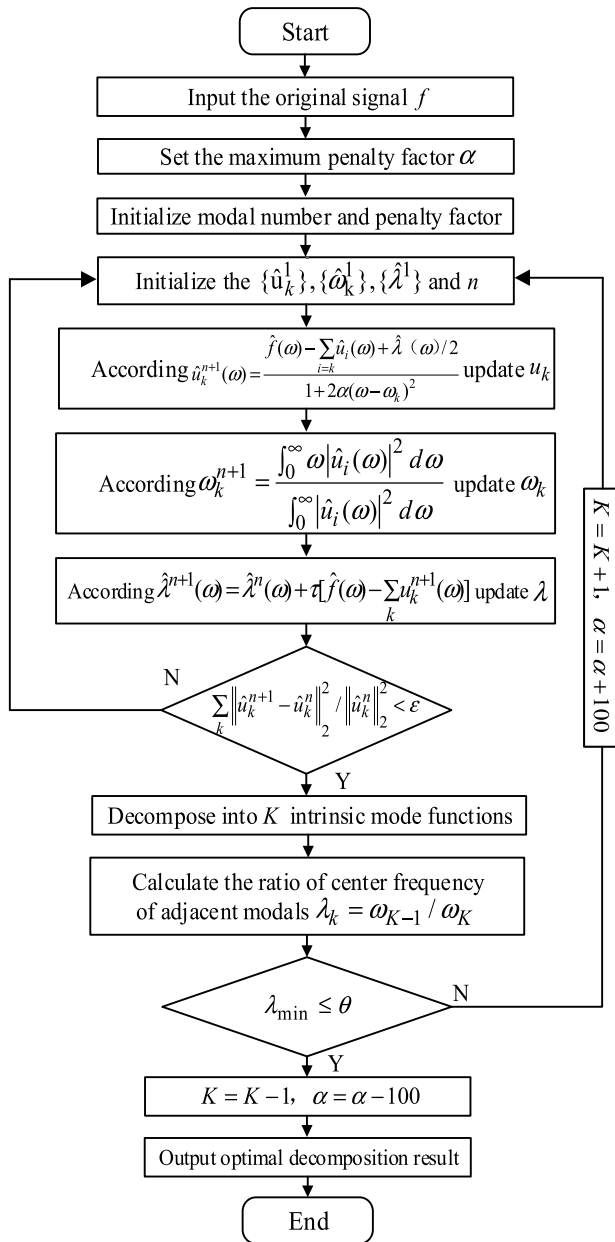 Start
Input the original signal f
Set the maximum penalty factor α
Initialize modal number and penalty factor
Initialize the {û_k^1}, {ω̂_k^1}, {λ̂^1} and n
According û_k^{n+1}(ω) = (f̂(ω) − ∑_{i=k} û_i(ω) + λ̂ (ω)/2) / (1+2α(ω−ω_k)^2) update u_k
According ω_k^{n+1} = ∫_0^∞ ω|û_i(ω)|^2 dω / ∫_0^∞ |û_i(ω)|^2 dω update ω_k
According λ̂^{n+1}(ω) = λ̂^n(ω) + τ[f̂(ω) − ∑_k u_k^{n+1}(ω)] update λ
N
∑_k ‖û_k^{n+1} − û_k^n‖_2^2 / ‖û_k^n‖_2^2 < ε
Y
Decompose into K intrinsic mode functions
Calculate the ratio of center frequency
of adjacent modals λ_k = ω_{K−1} / ω_K
λ_min ≤ θ
N
K = K + 1, α = α + 100
Y
K = K − 1, α = α − 100
Output optimal decomposition result
End